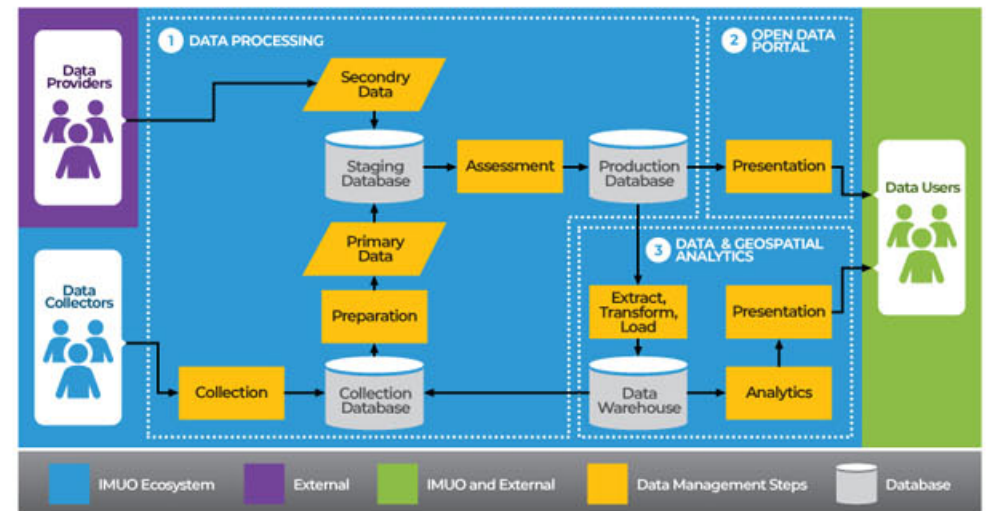 Data
Providers
1 DATA PROCESSING
2 OPEN DATA
PORTAL
Secondry
Data
Staging
Database
Assessment
Production
Database
Presentation
Data Users
Primary
Data
3 DATA & GEOSPATIAL
ANALYTICS
Data
Collectors
Preparation
Extract,
Transform,
Load
Presentation
Collection
Collection
Database
Data
Warehouse
Analytics
IMUO Ecosystem
External
IMUO and External
Data Management Steps
Database